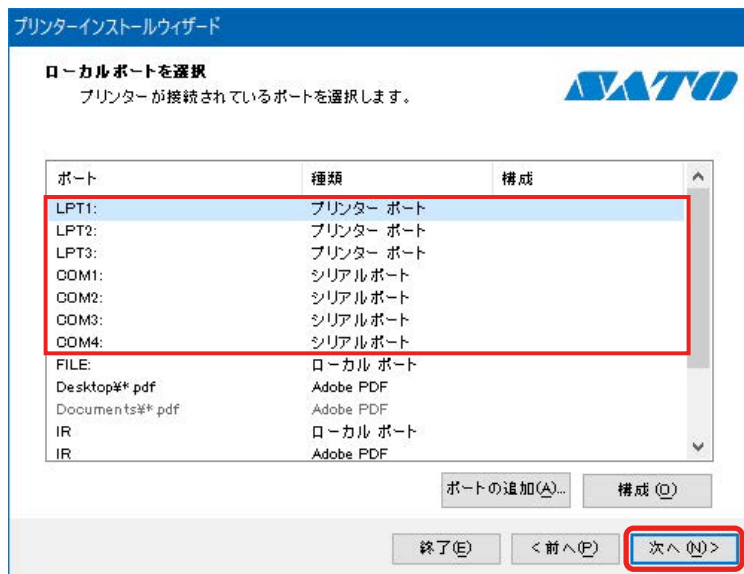 プリンターインストールウィザード
ローカルポートを選択
プリンターが接続されているポートを選択します。
SATO
ポート 種類 構成
LPT1: プリンター ポート
LPT2: プリンター ポート
LPT3: プリンター ポート
COM1: シリアルポート
COM2: シリアルポート
COM3: シリアルポート
COM4: シリアルポート
FILE: ローカル ポート
Desktop¥*.pdf Adobe PDF
Documents¥*.pdf Adobe PDF
IR ローカル ポート
IR Adobe PDF
ポートの追加(A)... 構成(O)
終了(E) <前へ(P) 次へ(N)>